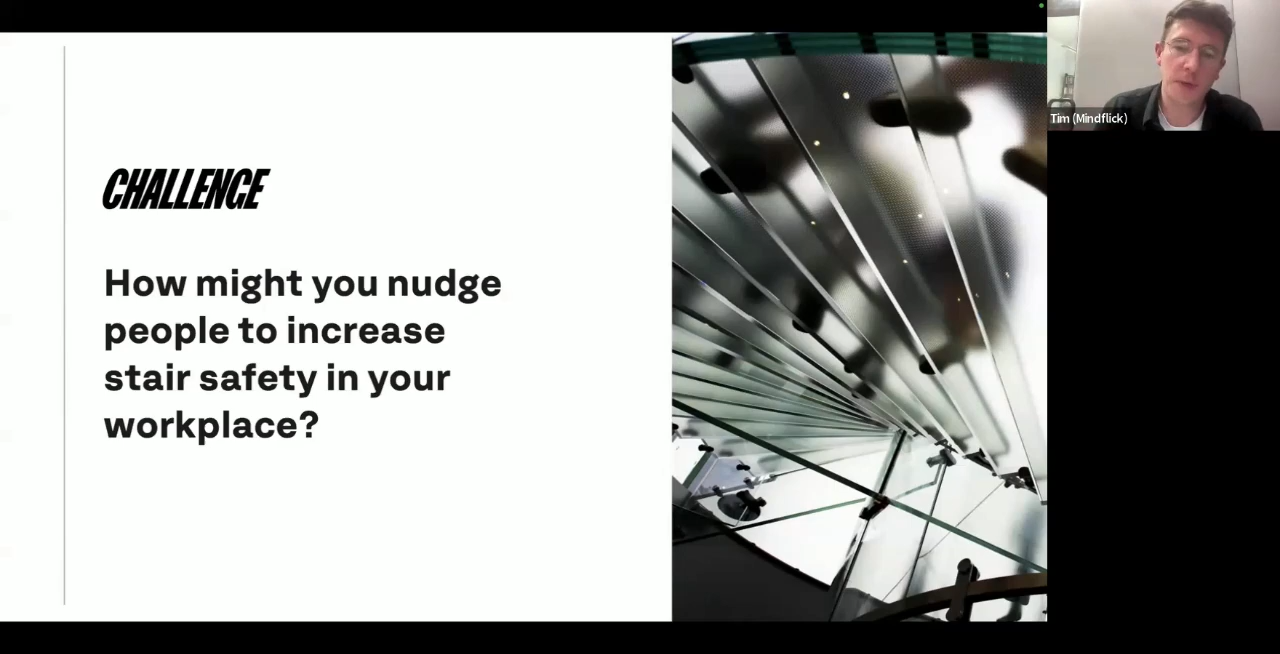 CHALLENGE
How might you nudge
people to increase
stair safety in your
workplace?
Tim (Mindflick)